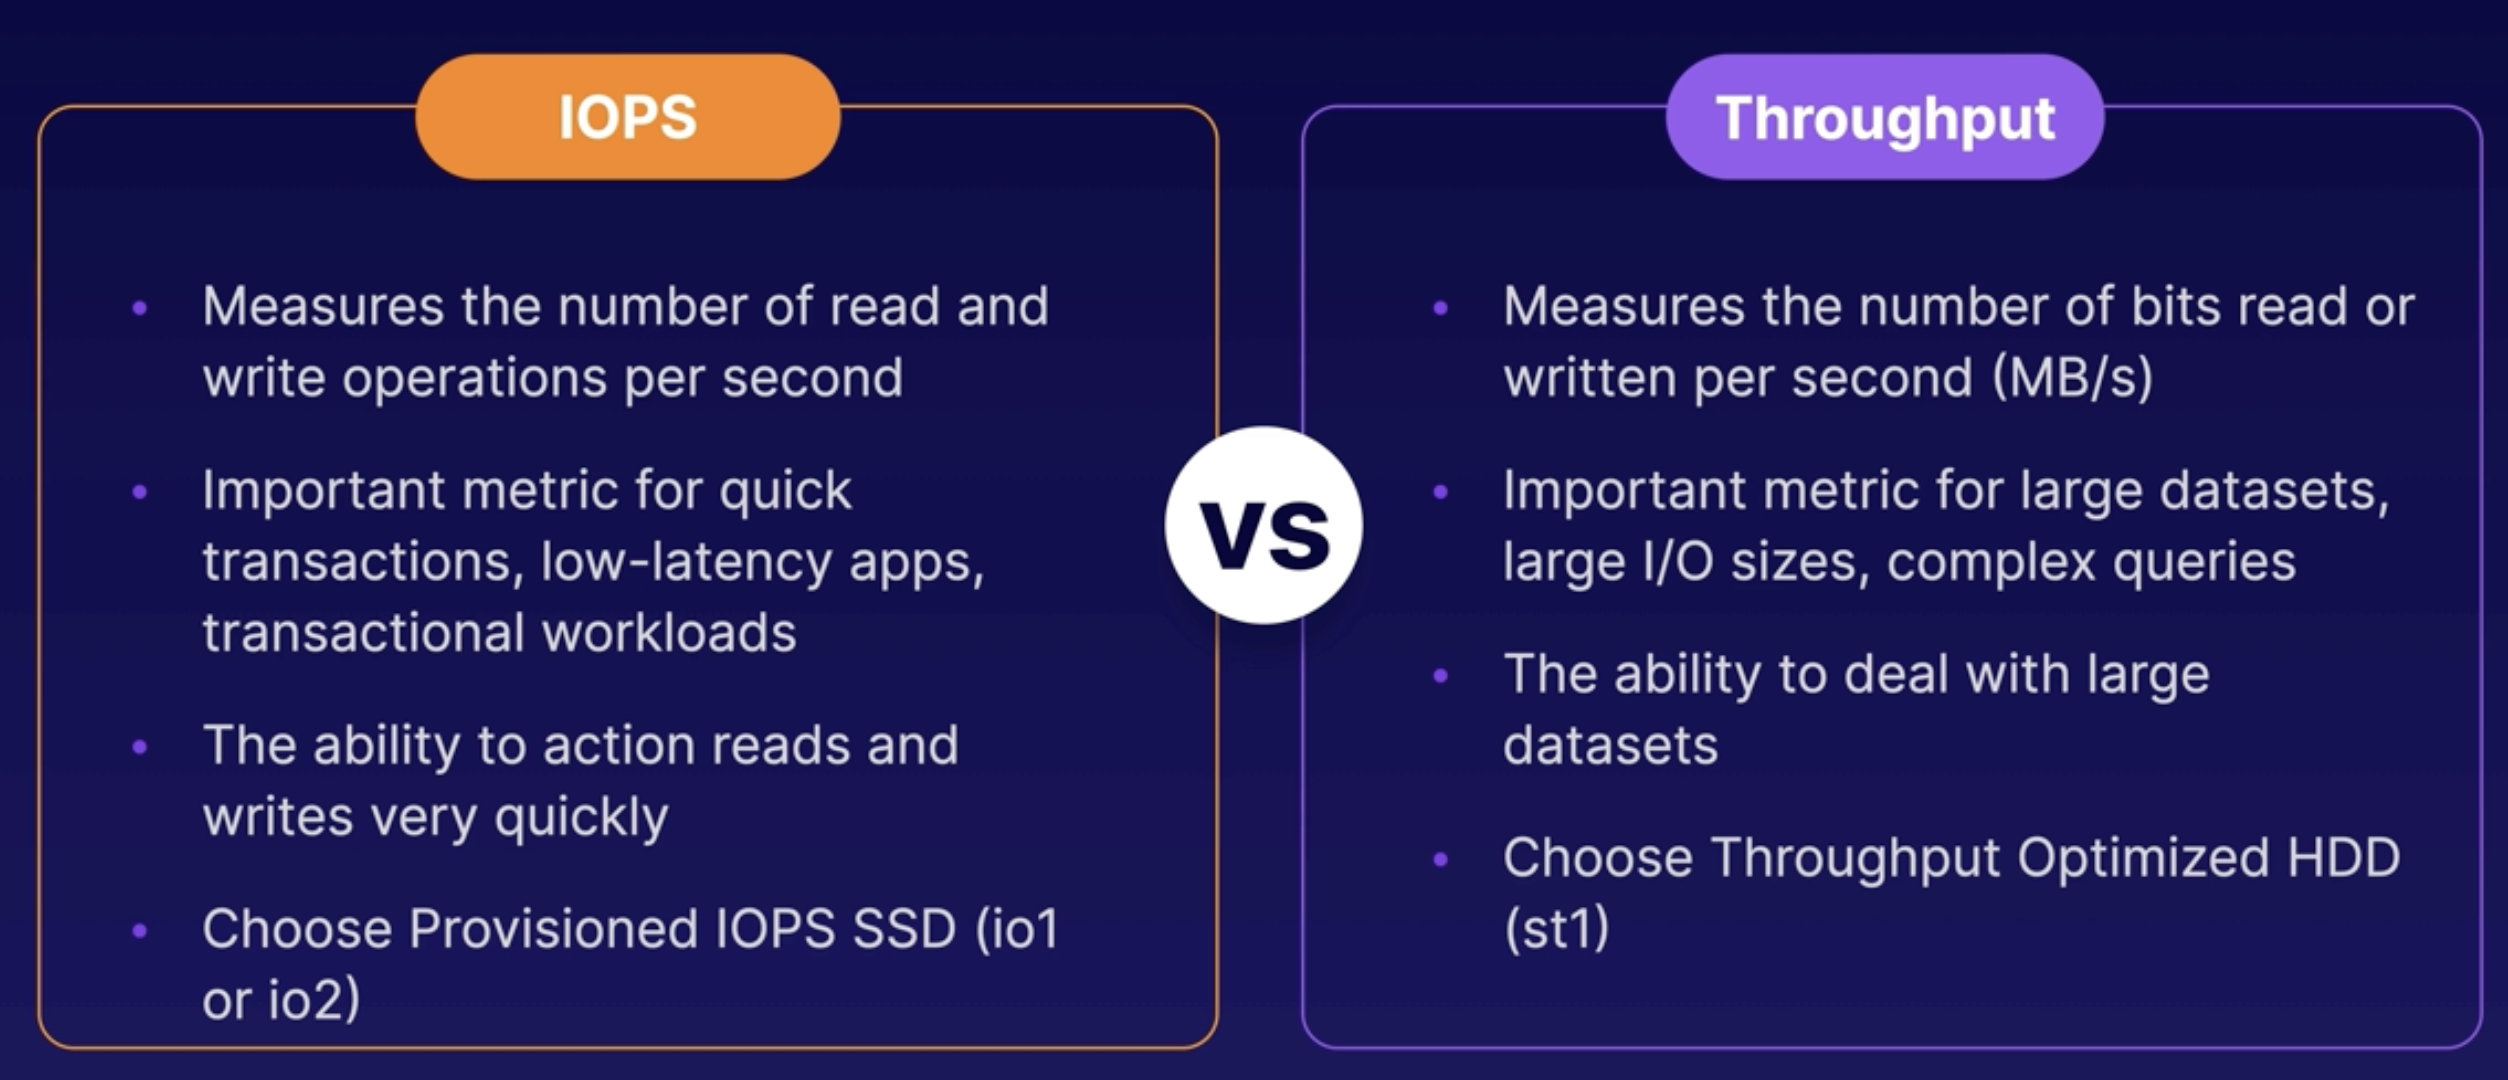 IOPS
• Measures the number of read and
write operations per second
• Important metric for quick
transactions, low-latency apps,
transactional workloads
• The ability to action reads and
writes very quickly
• Choose Provisioned IOPS SSD (io1
or io2)
vs
Throughput
• Measures the number of bits read or
written per second (MB/s)
• Important metric for large datasets,
large I/O sizes, complex queries
• The ability to deal with large
datasets
• Choose Throughput Optimized HDD
(st1)